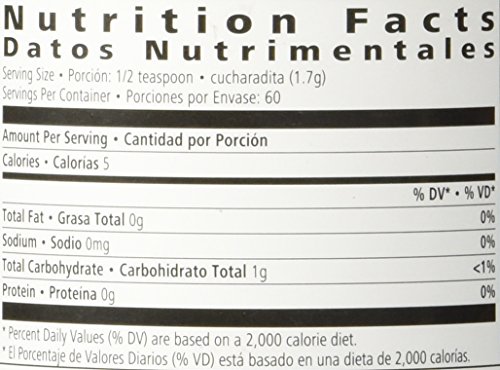 Nutrition Facts
Datos Nutrimentales
Serving Size • Porción: 1/2 teaspoon • cucharadita (1.7g)
Servings Per Container • Porciones por Envase: 60
Amount Per Serving • Cantidad por Porción
Calories • Calorías 5
% DV* • % VD*
Total Fat • Grasa Total 0g 0%
Sodium • Sodio 0mg 0%
Total Carbohydrate • Carbohidrato Total 1g <1%
Protein • Proteína 0g 0%
*Percent Daily Values (% DV) are based on a 2,000 calorie diet.
*El Porcentaje de Valores Diarios (% VD) está basado en una dieta de 2,000 calorías.